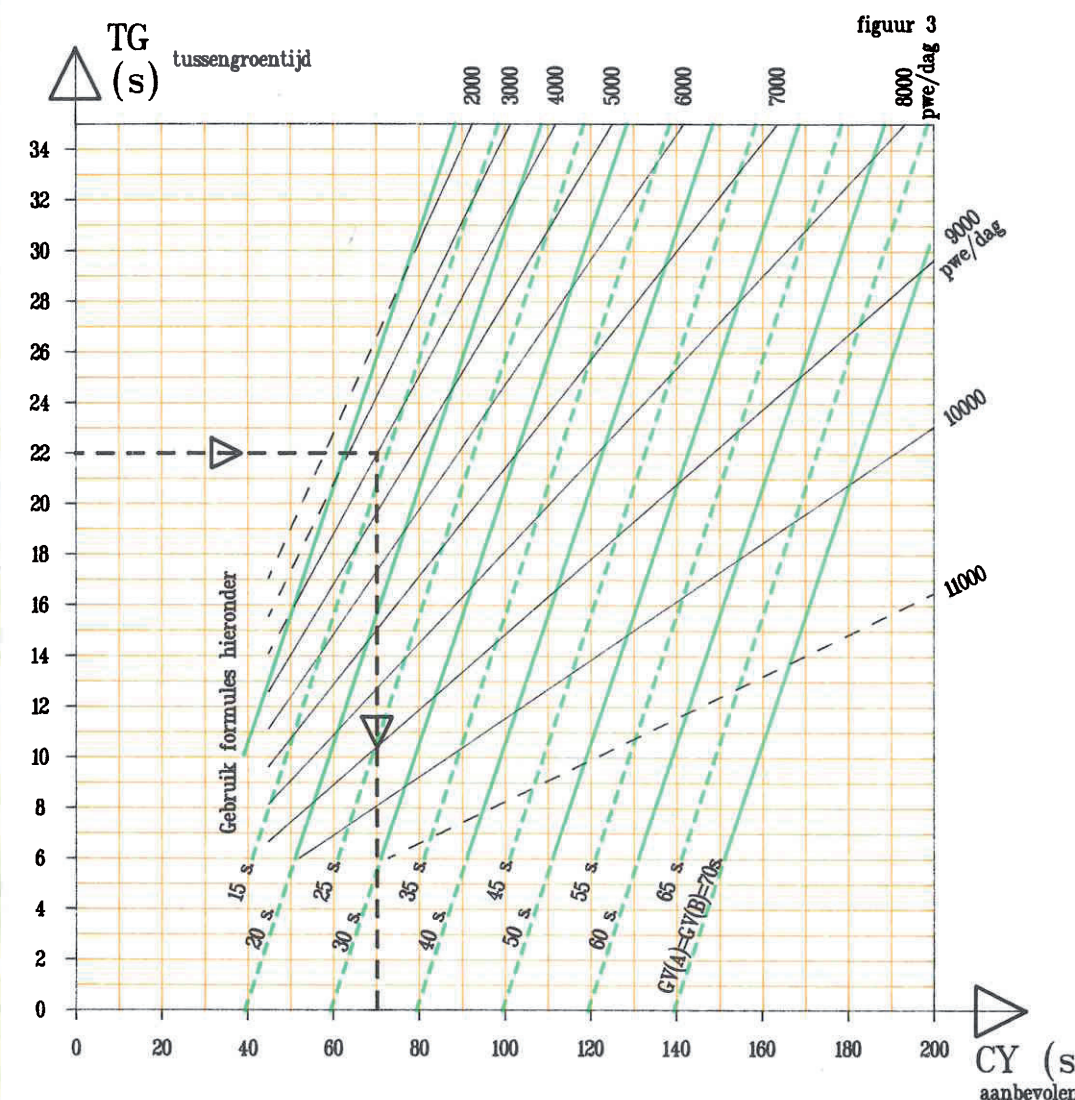 figuur 3
TG
(s)
tussengroentijd
2000
3000
4000
5000
6000
7000
8000
pwe/dag
34
32
30
28
26
24
22
20
18
16
14
12
10
8
6
4
2
0
9000
pwe/dag
10000
11000
Gebruik formules hieronder
15 s.
20 s.
25 s.
30 s.
35 s.
40 s.
45 s.
50 s.
55 s.
60 s.
65 s.
GV(A)=GV(B)=70s.
0 20 40 60 80 100 120 140 160 180 200
CY (s
aanbevolen